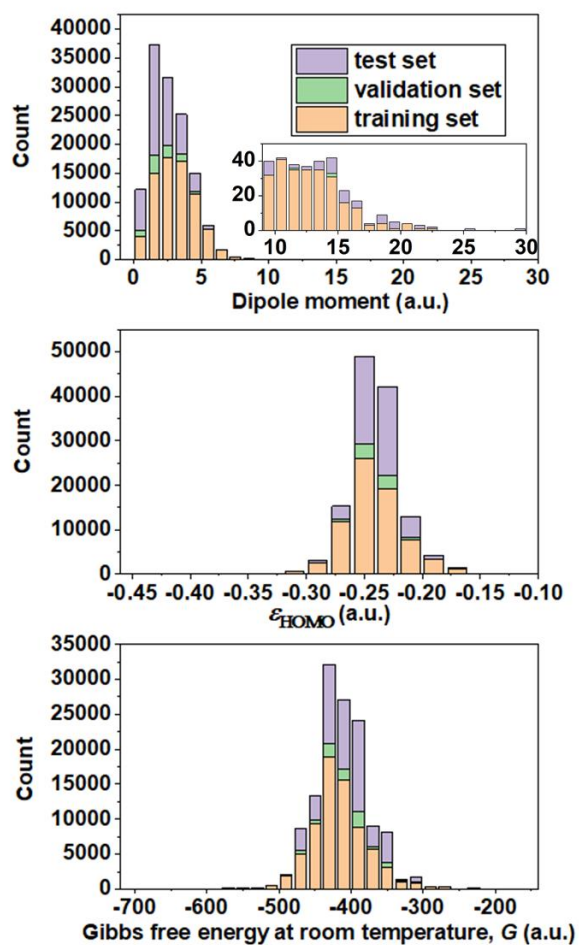 40000
35000
30000
25000
20000
15000
10000
5000
0
Count
test set
validation set
training set
40
20
0
10 15 20 25 30
0 5 10 15 20 25 30
Dipole moment (a.u.)
50000
40000
30000
20000
10000
0
Count
-0.45 -0.40 -0.35 -0.30 -0.25 -0.20 -0.15 -0.10
εHOMO (a.u.)
35000
30000
25000
20000
15000
10000
5000
0
Count
-700 -600 -500 -400 -300 -200
Gibbs free energy at room temperature, G (a.u.)